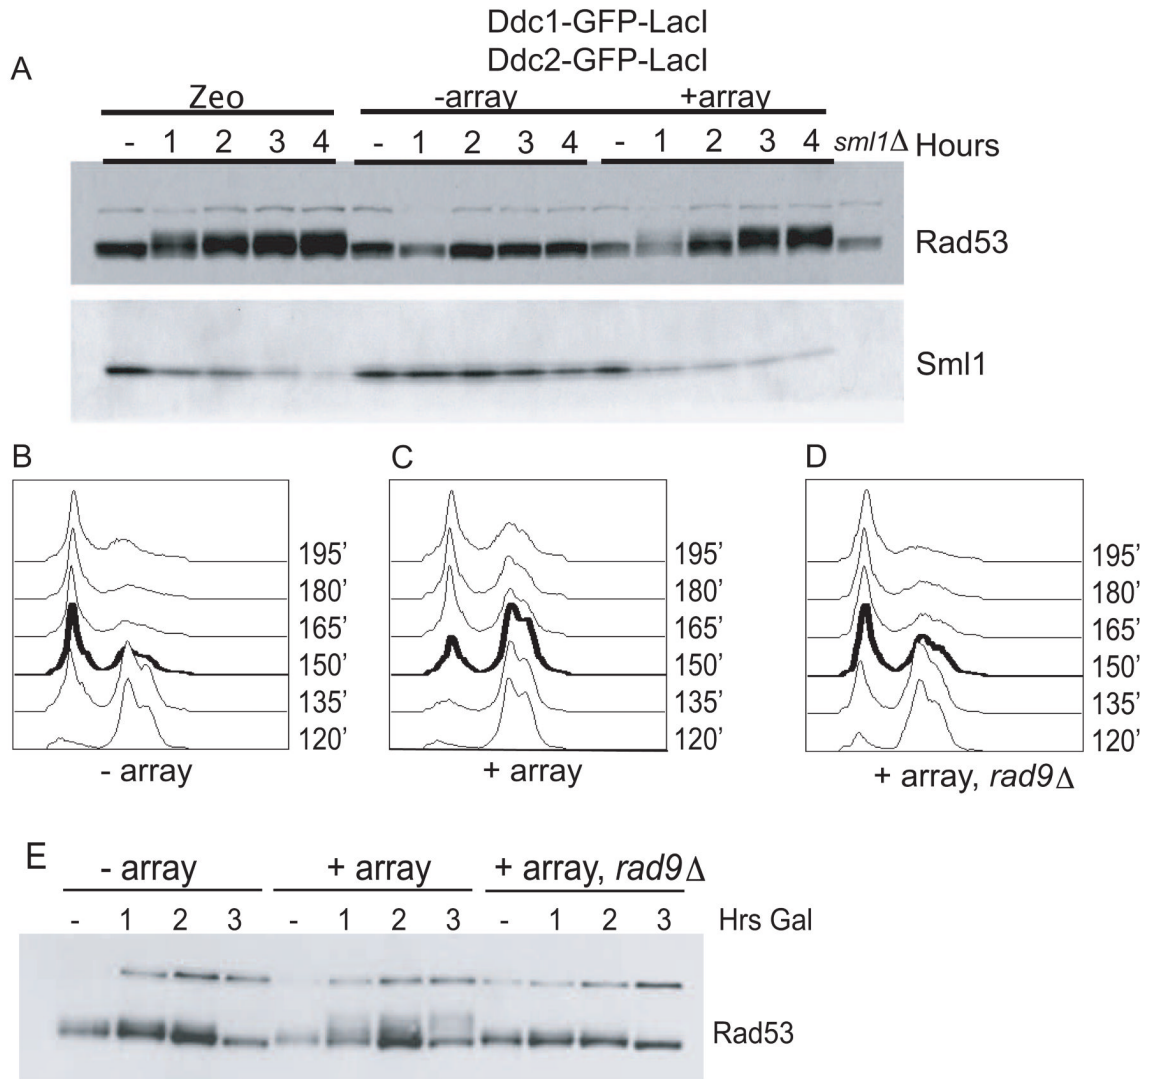 Ddc1-GFP-LacI
Ddc2-GFP-LacI
A
Zeo -array +array
- 1 2 3 4 - 1 2 3 4 - 1 2 3 4 sml1Δ Hours
Rad53
Sml1
B C D
195' 195' 195'
180' 180' 180'
165' 165' 165'
150' 150' 150'
135' 135' 135'
120' 120' 120'
- array + array + array, rad9Δ
E
- array + array + array, rad9Δ
- 1 2 3 - 1 2 3 - 1 2 3 Hrs Gal
Rad53